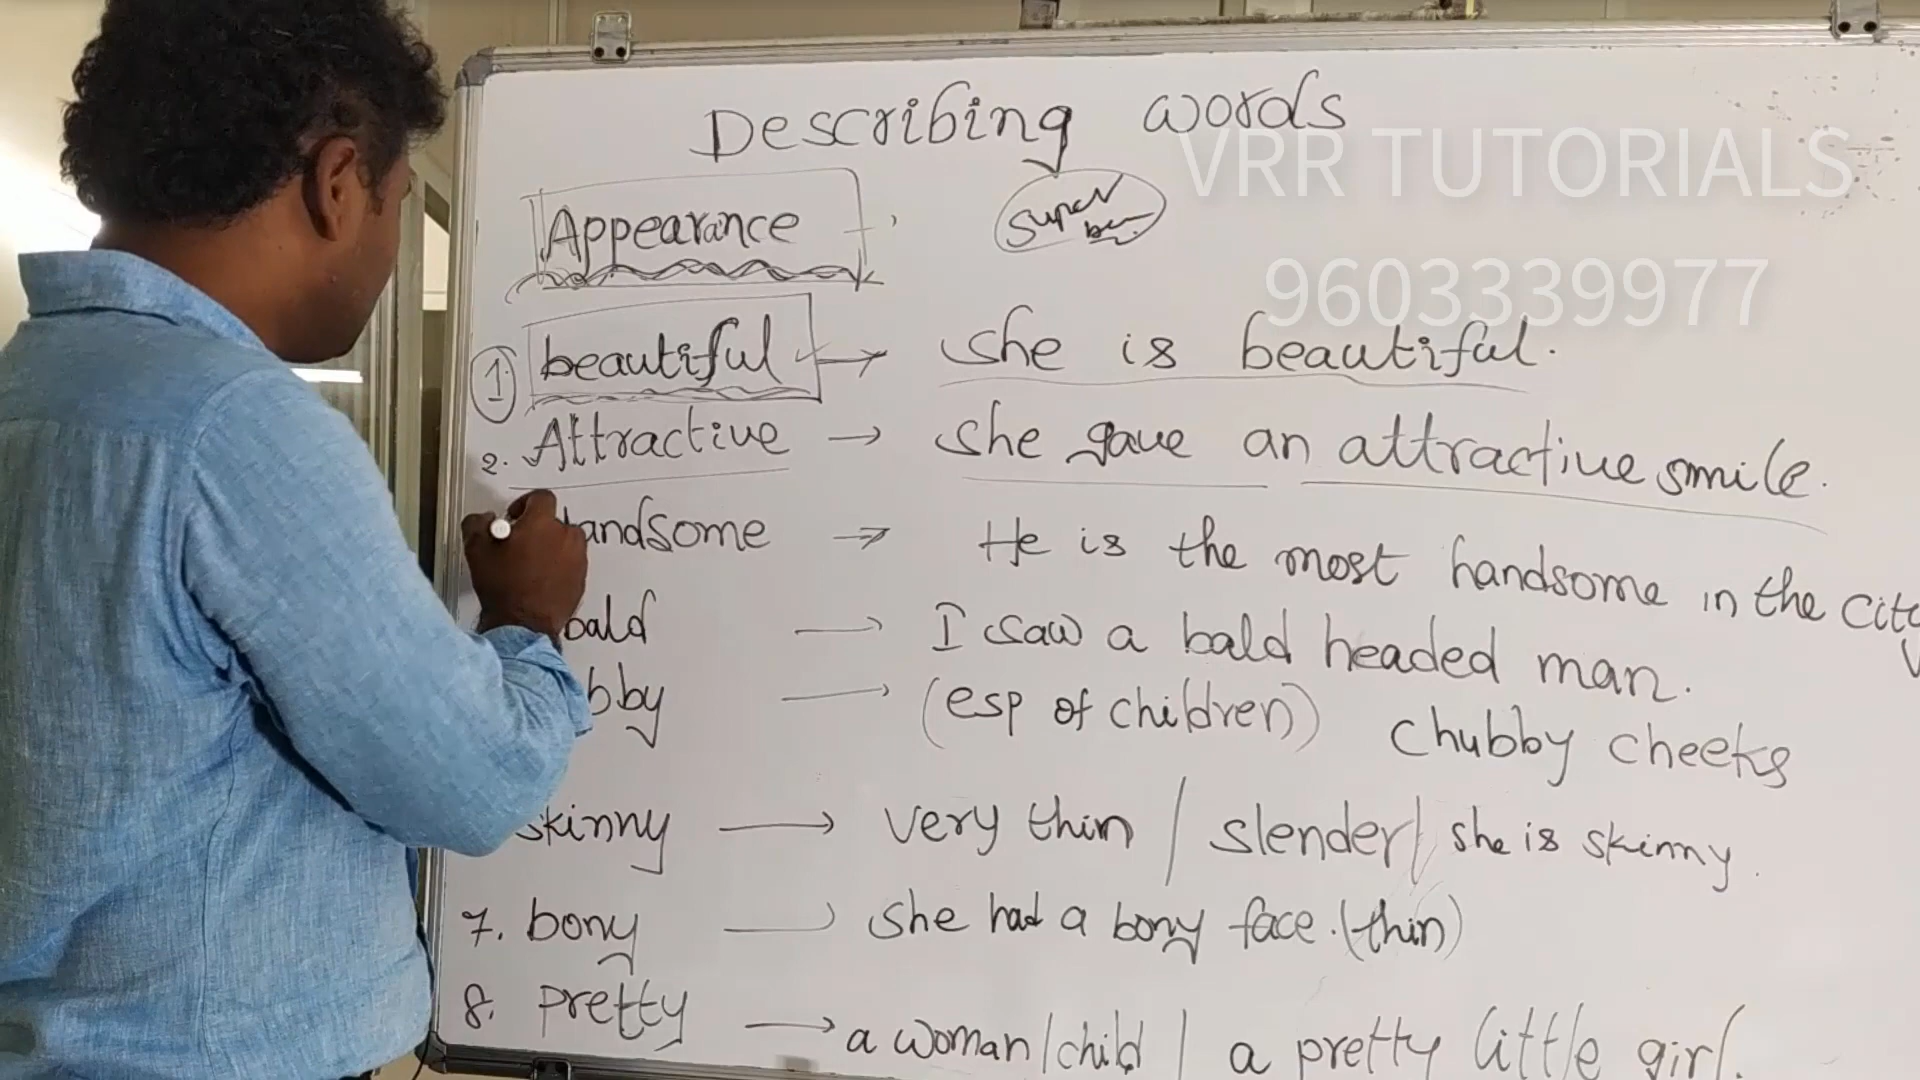 Describing words
VRR TUTORIALS
Appearance
Super
9603339977
1. beautiful → She is beautiful.
2. Attractive → She gave an attractive smile.
handsome → He is the most handsome in the city
bald → I saw a bald headed man.
bby → (esp of children) chubby cheeks
skinny → very thin / slender / she is skinny.
7. bony → She had a bony face. (thin)
8. pretty → a woman/child / a pretty little girl.